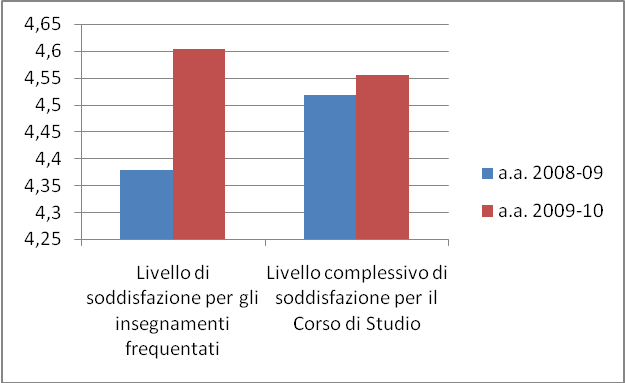 4,65
4,6
4,55
4,5
4,45
4,4
4,35
4,3
4,25
Livello di
soddisfazione per gli
insegnamenti
frequentati
Livello complessivo di
soddisfazione per il
Corso di Studio
a.a. 2008-09
a.a. 2009-10